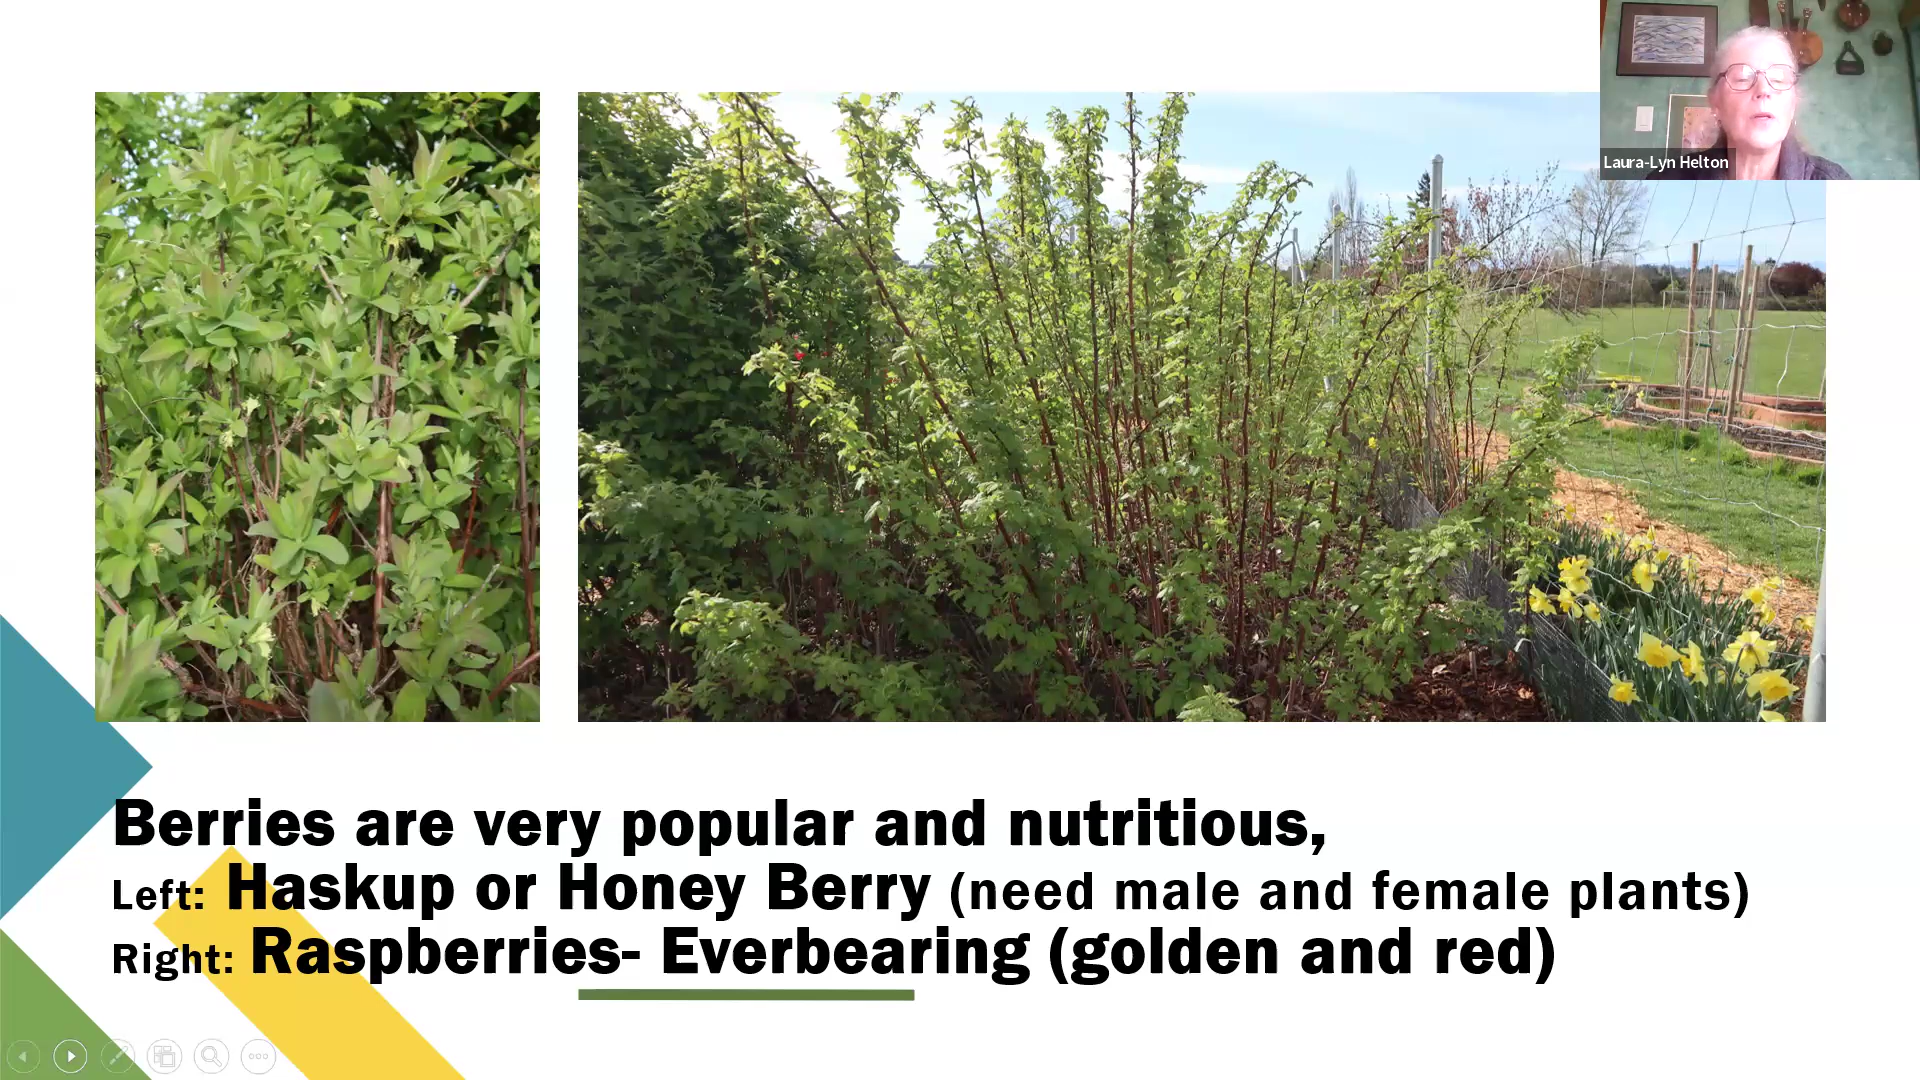 Laura-Lyn Helton
Berries are very popular and nutritious,
Left: Haskup or Honey Berry (need male and female plants)
Right: Raspberries- Everbearing (golden and red)